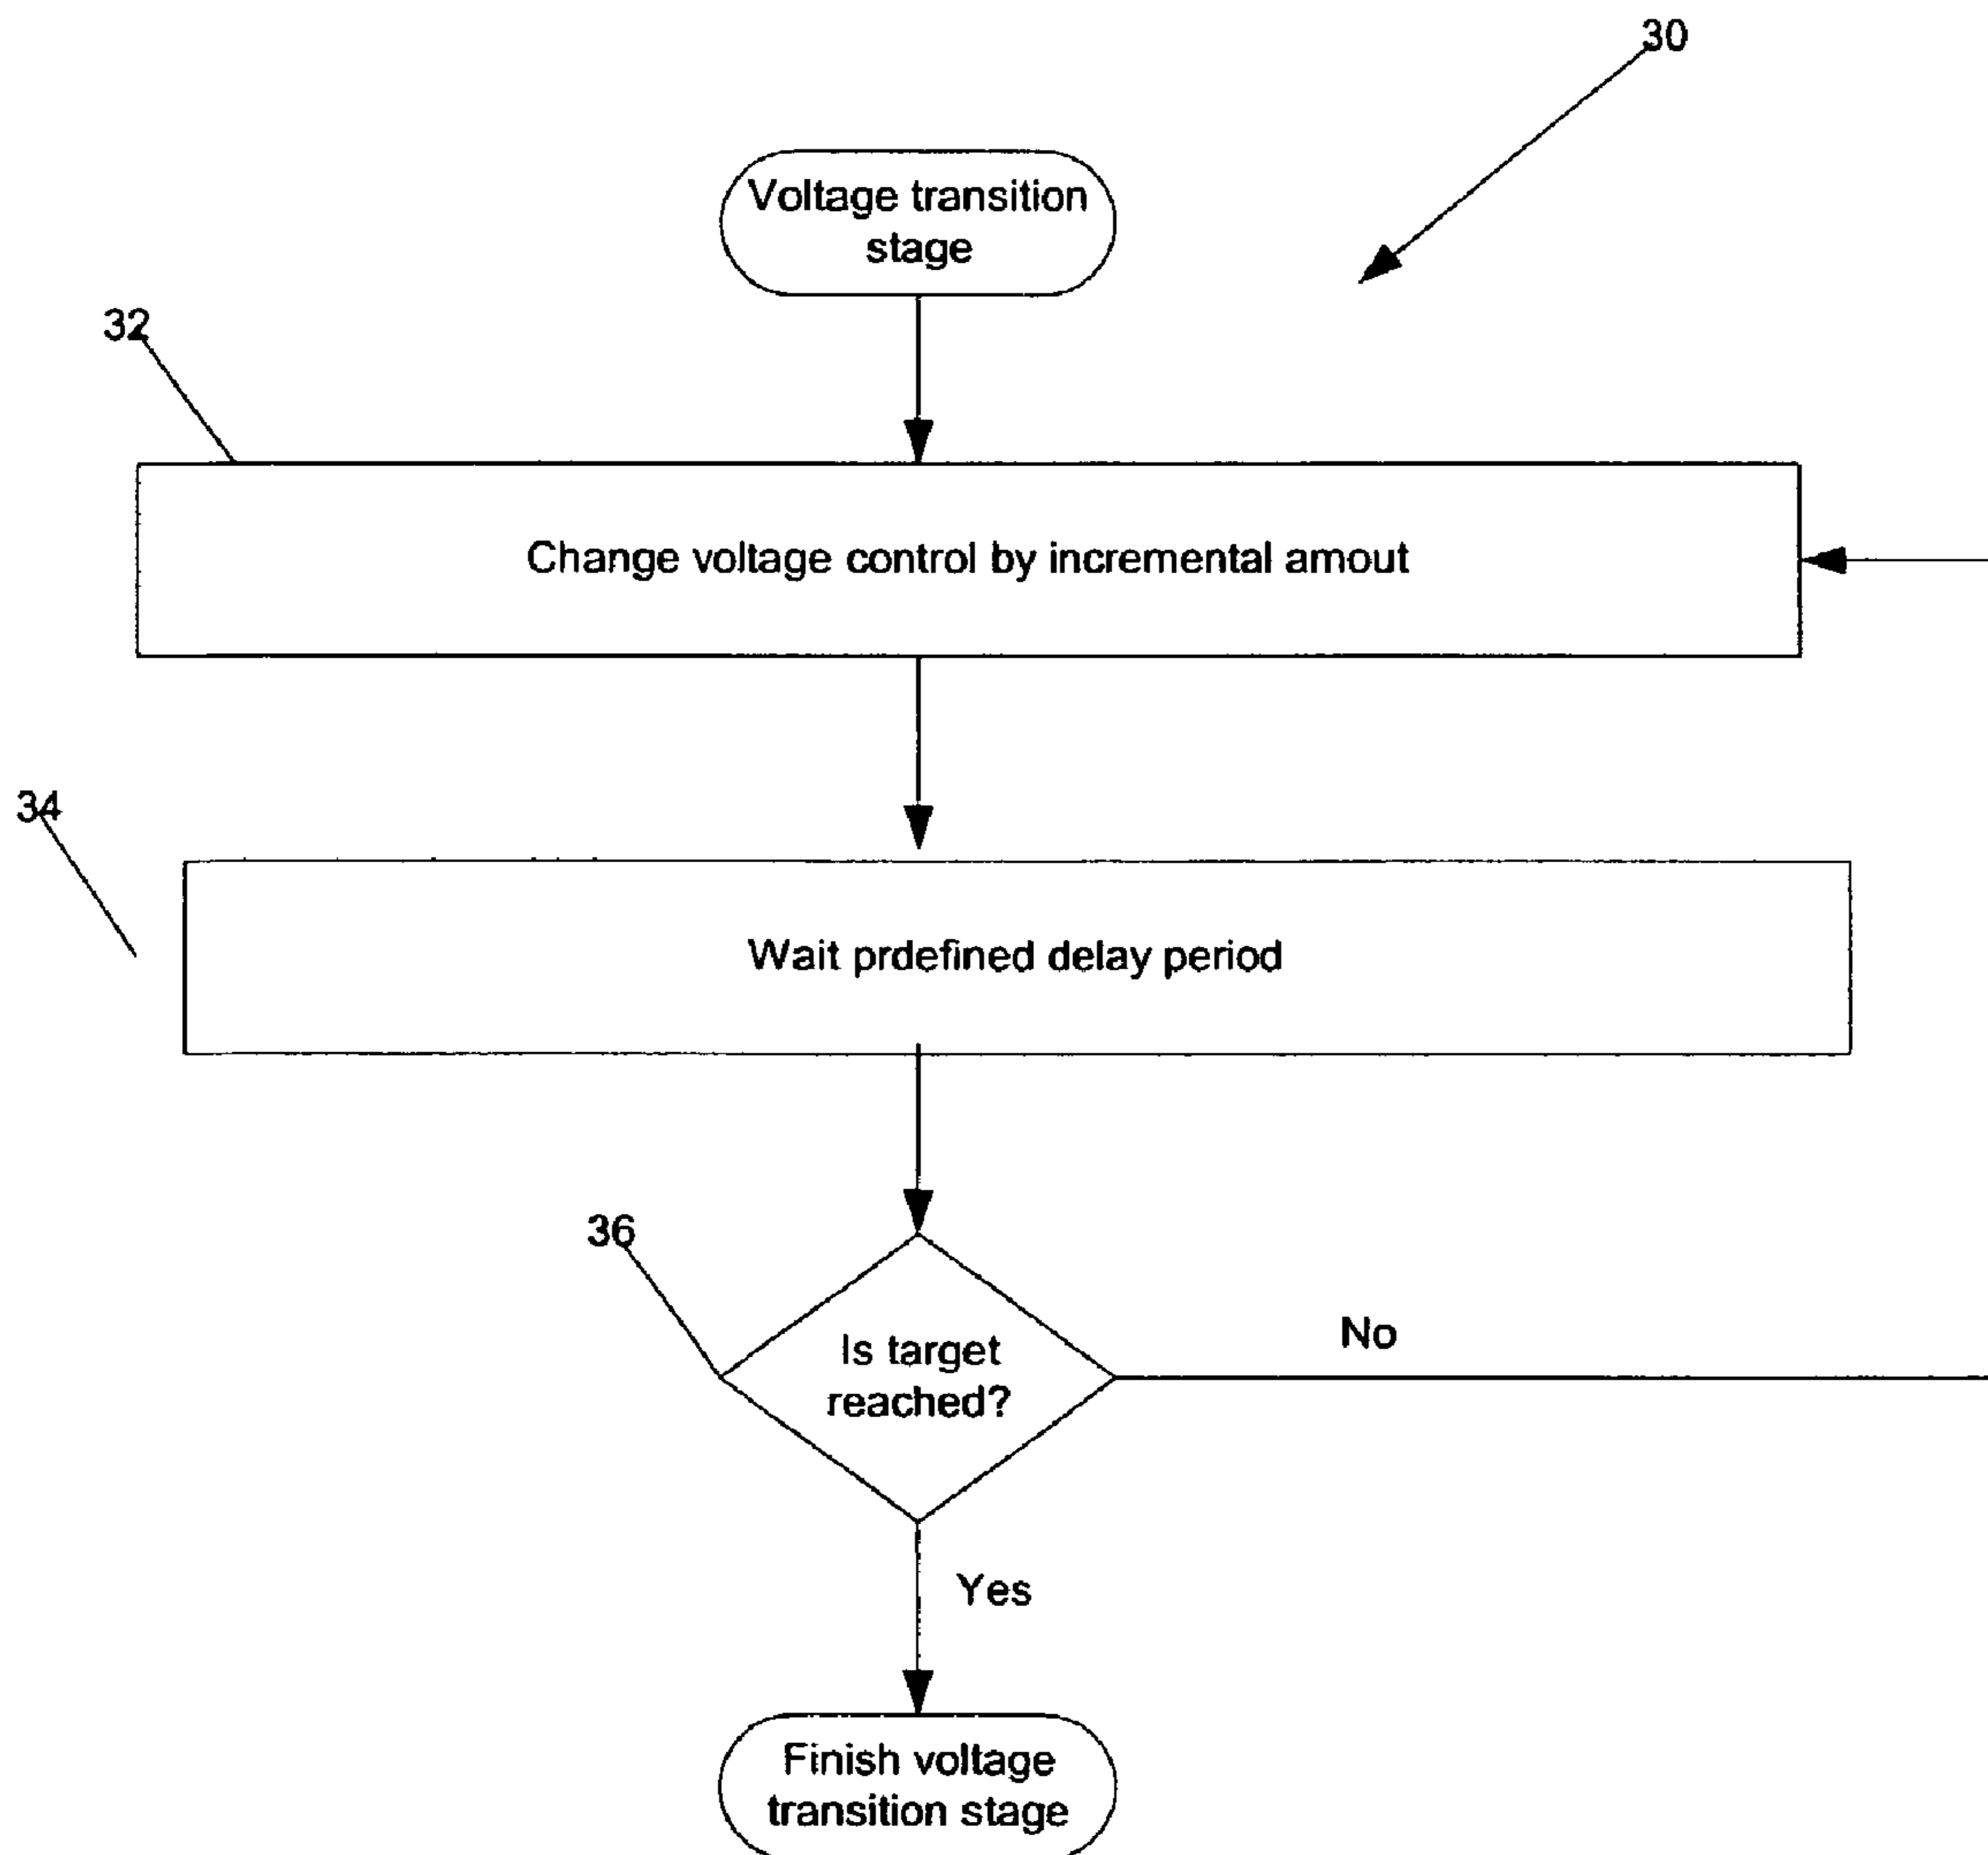 30
Voltage transition
stage
32
Change voltage control by incremental amout
34
Wait prdefined delay period
36
Is target
reached?
No
Yes
Finish voltage
transition stage